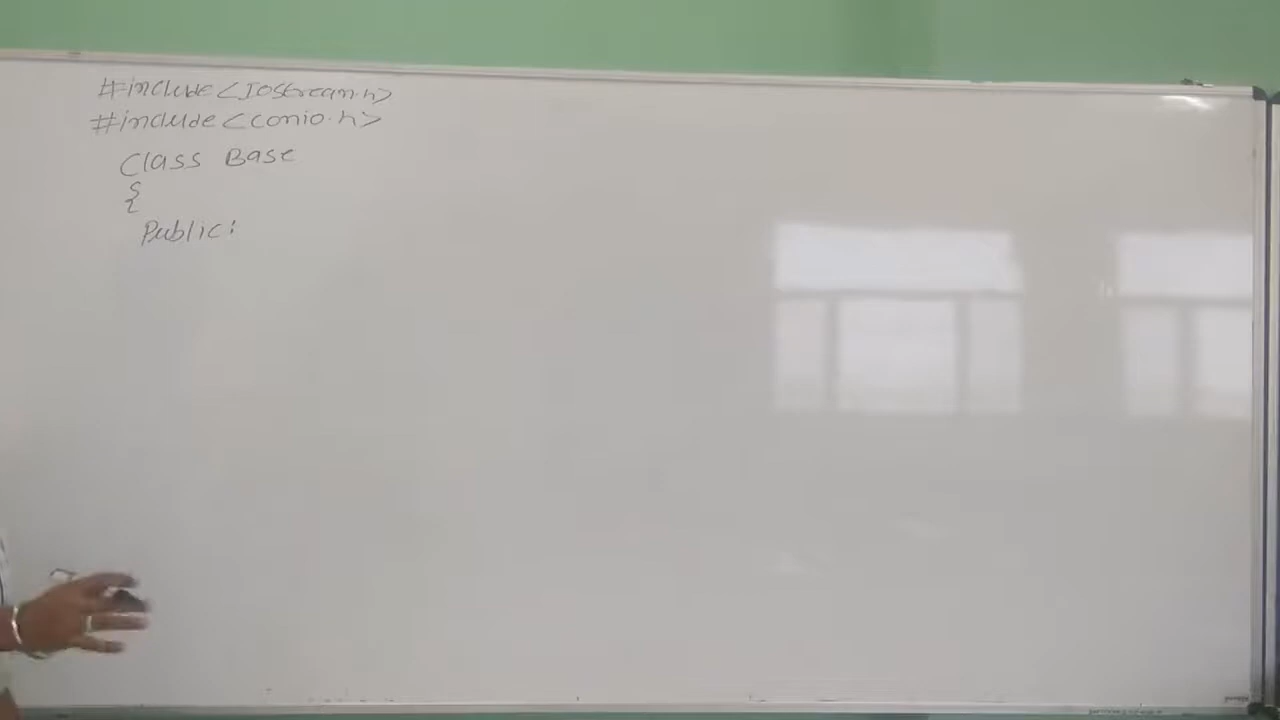 #include<Iostream.h>
#include<conio.h>
Class Base
{
Public: